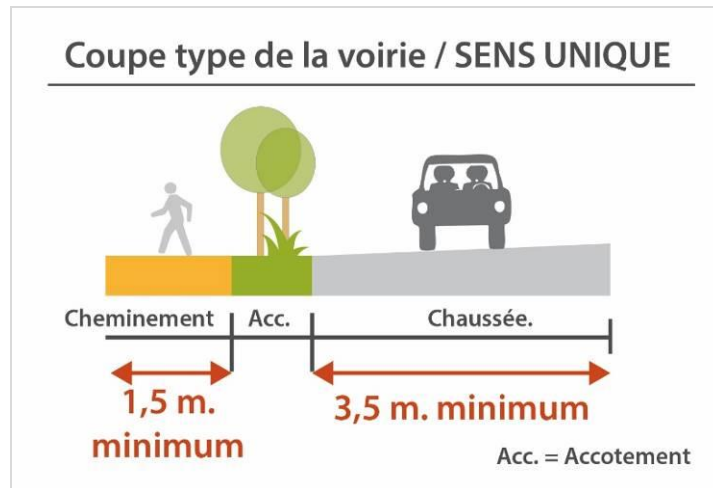 Coupe type de la voirie / SENS UNIQUE
Cheminement
Acc.
Chaussée.
1,5 m.
minimum
3,5 m. minimum
Acc. = Accotement